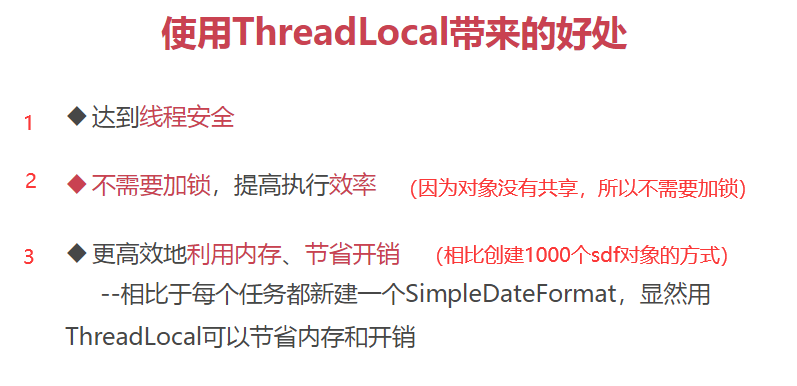 使用ThreadLocal带来的好处
1 ◆达到线程安全
2 ◆不需要加锁，提高执行效率 （因为对象没有共享，所以不需要加锁）
3 ◆更高效地利用内存、节省开销 （相比创建1000个sdf对象的方式）
--相比于每个任务都新建一个SimpleDateFormat，显然用
ThreadLocal可以节省内存和开销